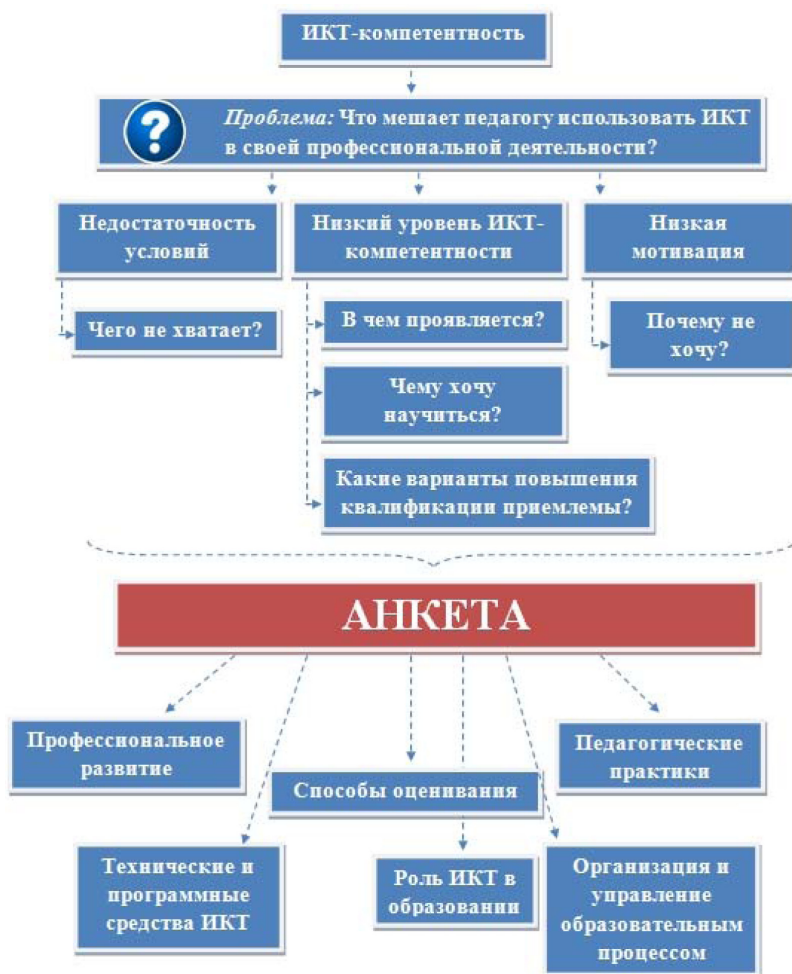 ИКТ-компетентность
?
Проблема: Что мешает педагогу использовать ИКТ
в своей профессиональной деятельности?
Недостаточность
условий
Низкий уровень ИКТ-
компетентности
Низкая
мотивация
Чего не хватает?
В чем проявляется?
Почему не
хочу?
Чему хочу
научиться?
Какие варианты повышения
квалификации приемлемы?
АНКЕТА
Профессиональное
развитие
Способы оценивания
Педагогические
практики
Технические и
программные
средства ИКТ
Роль ИКТ в
образовании
Организация и
управление
образовательным
процессом